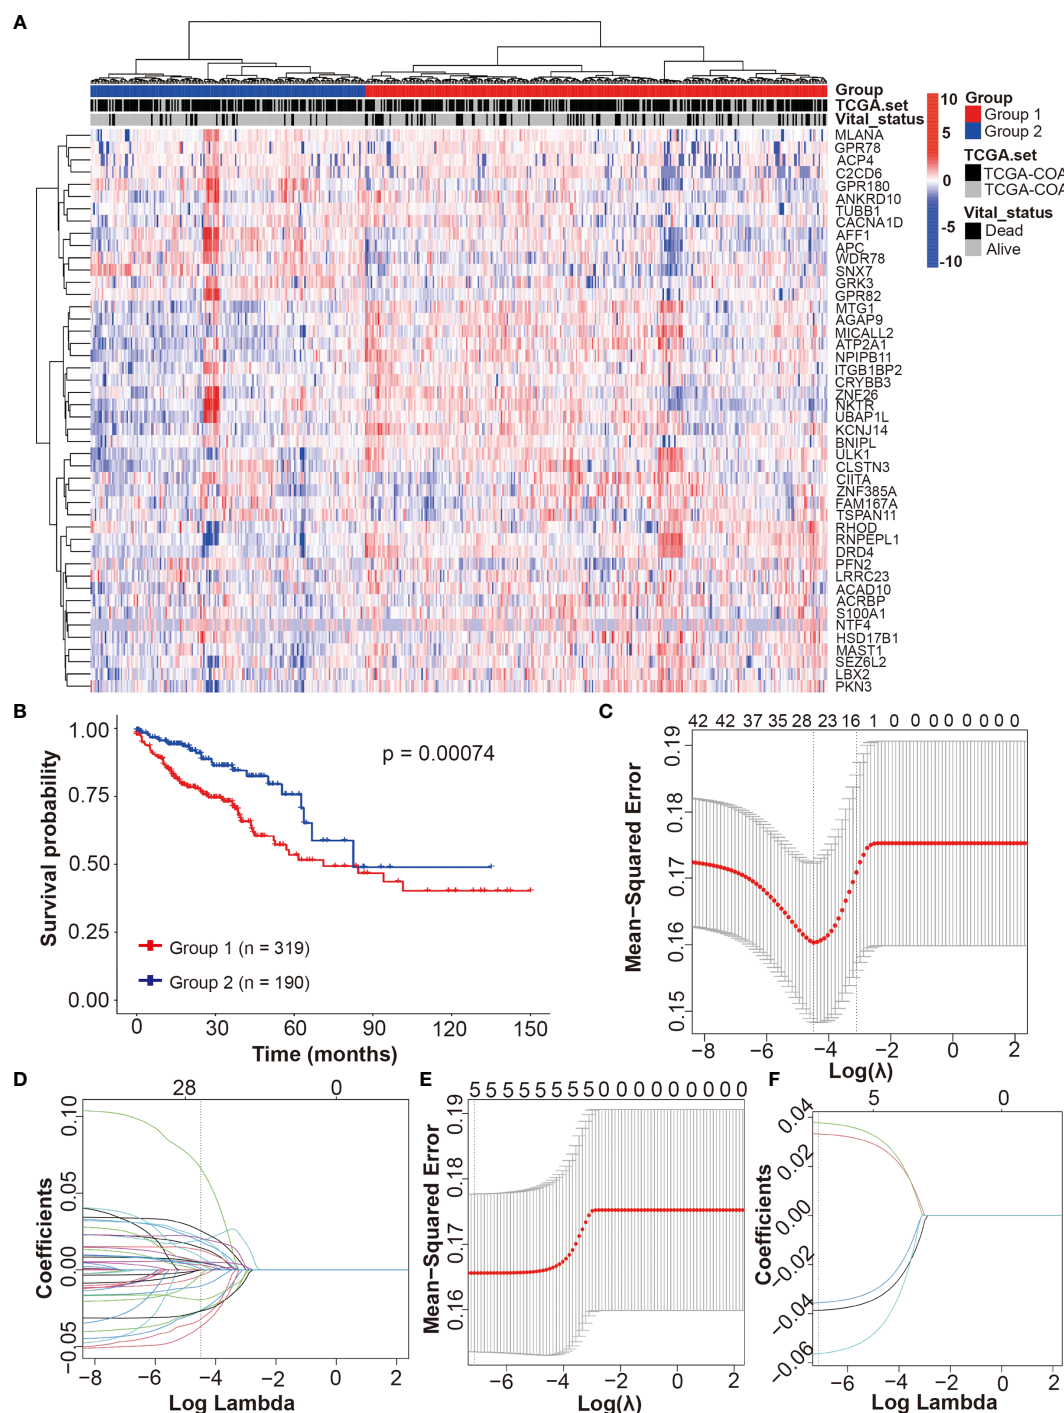 A
Group
TCGA.set
Vital_status
MLANA
GPR78
ACP4
C2CD6
GPR180
ANKRD10
TUBB1
CACNA1D
AFF1
APC
WDR78
SNX7
GRK3
GPR82
MTG1
AGAP9
MICALL2
ATP2A1
NPIPB11
ITGB1BP2
CRYBB3
ZNF26
NKTR
UBAP1L
KCNJ14
BNIPL
ULK1
CLSTN3
CIITA
ZNF385A
FAM167A
TSPAN11
RHOD
RNPEPL1
DRD4
PFN2
LRRC23
ACAD10
ACRBP
S100A1
NTF4
HSD17B1
MAST1
SEZ6L2
LBX2
PKN3
10
5
0
-5
-10
Group
Group 1
Group 2
TCGA.set
TCGA-COA
TCGA-COA
Vital_status
Dead
Alive
B
Survival probability
1.00
0.75
0.50
0.25
0.00
p = 0.00074
Group 1 (n = 319)
Group 2 (n = 190)
0 30 60 90 120 150
Time (months)
C
42 42 37 35 28 23 16 1 0 0 0 0 0 0 0 0
Mean-Squared Error
0.19
0.18
0.17
0.16
0.15
-8 -6 -4 -2 0 2
Log(λ)
D
28 0
Coefficients
0.10
0.05
0.00
-0.05
-8 -6 -4 -2 0 2
Log Lambda
E
5 5 5 5 5 5 5 5 0 0 0 0 0 0 0 0 0 0
Mean-Squared Error
0.19
0.18
0.17
0.16
-6 -4 -2 0 2
Log(λ)
F
5 0
Coefficients
0.04
0.02
0.00
-0.02
-0.04
-0.06
-6 -4 -2 0 2
Log Lambda